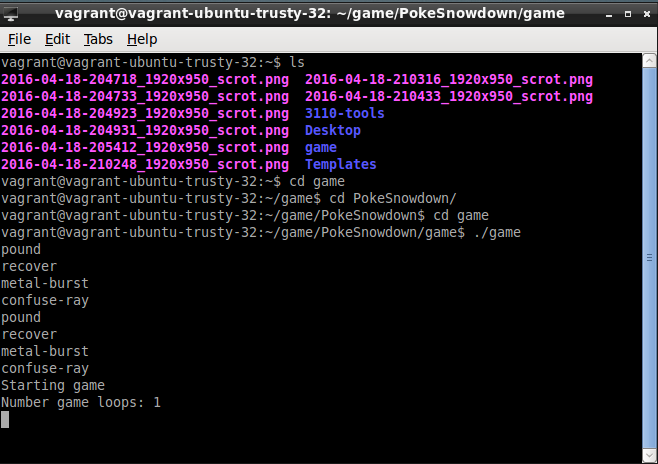 vagrant@vagrant-ubuntu-trusty-32: ~/game/PokeSnowdown/game
File Edit Tabs Help
vagrant@vagrant-ubuntu-trusty-32:~$ ls
2016-04-18-204718_1920x950_scrot.png  2016-04-18-210316_1920x950_scrot.png
2016-04-18-204733_1920x950_scrot.png  2016-04-18-210433_1920x950_scrot.png
2016-04-18-204923_1920x950_scrot.png  3110-tools
2016-04-18-204931_1920x950_scrot.png  Desktop
2016-04-18-205412_1920x950_scrot.png  game
2016-04-18-210248_1920x950_scrot.png  Templates
vagrant@vagrant-ubuntu-trusty-32:~$ cd game
vagrant@vagrant-ubuntu-trusty-32:~/game$ cd PokeSnowdown/
vagrant@vagrant-ubuntu-trusty-32:~/game/PokeSnowdown$ cd game
vagrant@vagrant-ubuntu-trusty-32:~/game/PokeSnowdown/game$ ./game
pound
recover
metal-burst
confuse-ray
pound
recover
metal-burst
confuse-ray
Starting game
Number game loops: 1